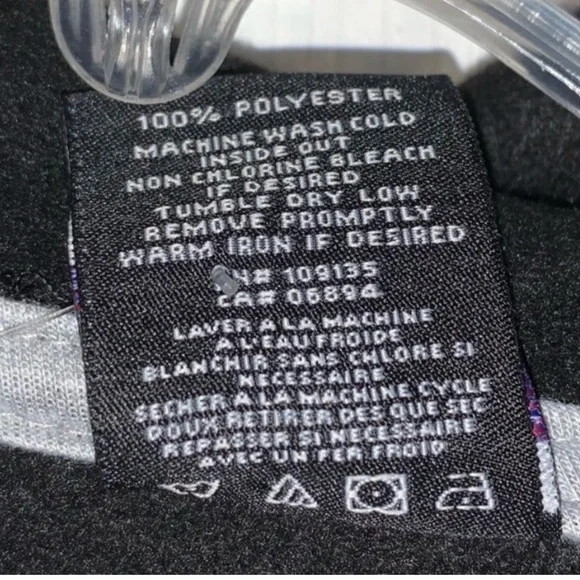 100% POLYESTER
MACHINE WASH COLD
INSIDE OUT
NON CHLORINE BLEACH
IF DESIRED
TUMBLE DRY LOW
REMOVE PROMPTLY
WARM IRON IF DESIRED
109135
CA# 06894
LAVER A LA MACHINE
A L'EAU FROIDE
BLANCHIR SANS CHLORE SI
NECESSAIRE
SECHER A LA MACHINE CYCLE
DOUX RETIRER DES QUE SEC
REPASSER SI NECESSAIRE
AVEC UN FER FROID